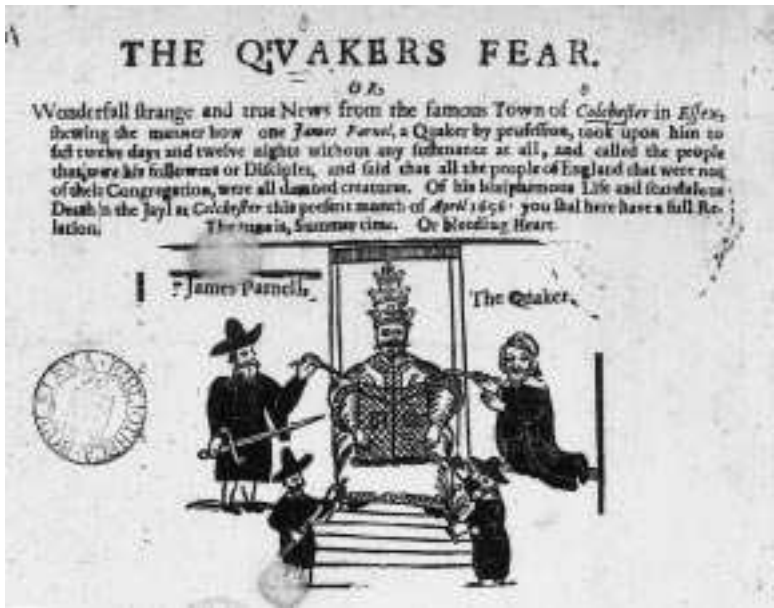 THE QVAKERS FEAR.
OR,
Wonderfull strange and true News from the famous Town of Colchester in Essex,
shewing the manner how one James Parnel, a Quaker by profession, took upon him to
fast twelve days and twelve nights without any sustenance at all, and called the people
that were his followers or Disciples, and said that all the people of England that were not
of their Congregation, were all damned creatures. Of his blasphemous Life and scandalous
Death in the Jayl at Colchester this present month of April 1656. you shal here have a full Re-
lation. The tune is, Summer time. Or bleeding Heart.
James Parnell,
The Quaker,